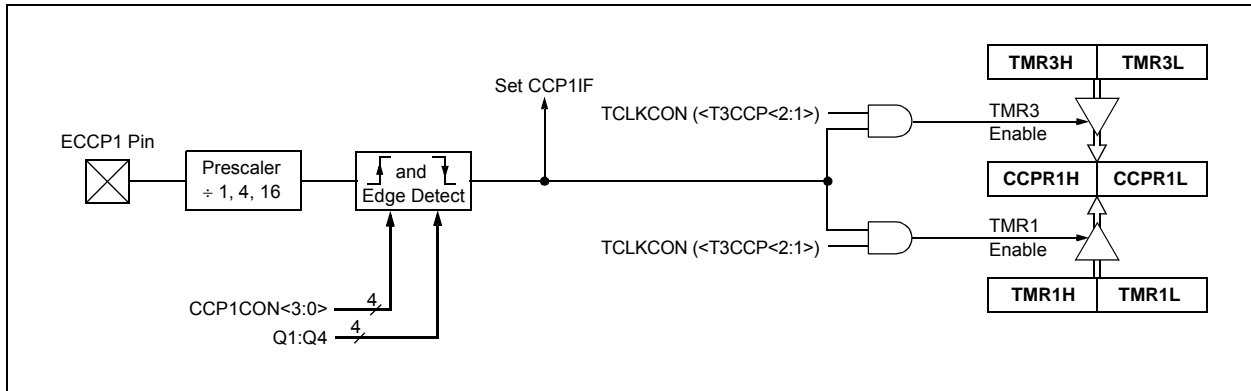 TMR3H TMR3L
Set CCP1IF
TCLKCON (<T3CCP<2:1>)
TMR3
Enable
ECCP1 Pin
Prescaler
÷ 1, 4, 16
and
Edge Detect
CCPR1H CCPR1L
TCLKCON (<T3CCP<2:1>)
TMR1
Enable
TMR1H TMR1L
CCP1CON<3:0>
4
Q1:Q4
4